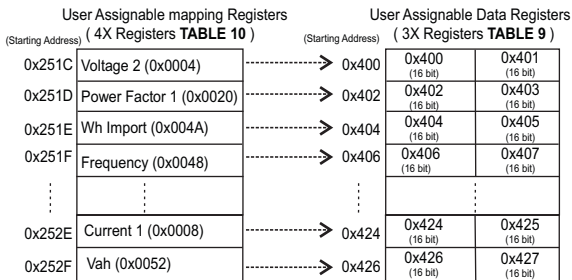 User Assignable mapping Registers
( 4X Registers TABLE 10 )
(Starting Address)
User Assignable Data Registers
( 3X Registers TABLE 9 )
(Starting Address)
0x251C Voltage 2 (0x0004) 0x400 0x400 (16 bit) 0x401 (16 bit)
0x251D Power Factor 1 (0x0020) 0x402 0x402 (16 bit) 0x403 (16 bit)
0x251E Wh Import (0x004A) 0x404 0x404 (16 bit) 0x405 (16 bit)
0x251F Frequency (0x0048) 0x406 0x406 (16 bit) 0x407 (16 bit)
0x252E Current 1 (0x0008) 0x424 0x424 (16 bit) 0x425 (16 bit)
0x252F Vah (0x0052) 0x426 0x426 (16 bit) 0x427 (16 bit)